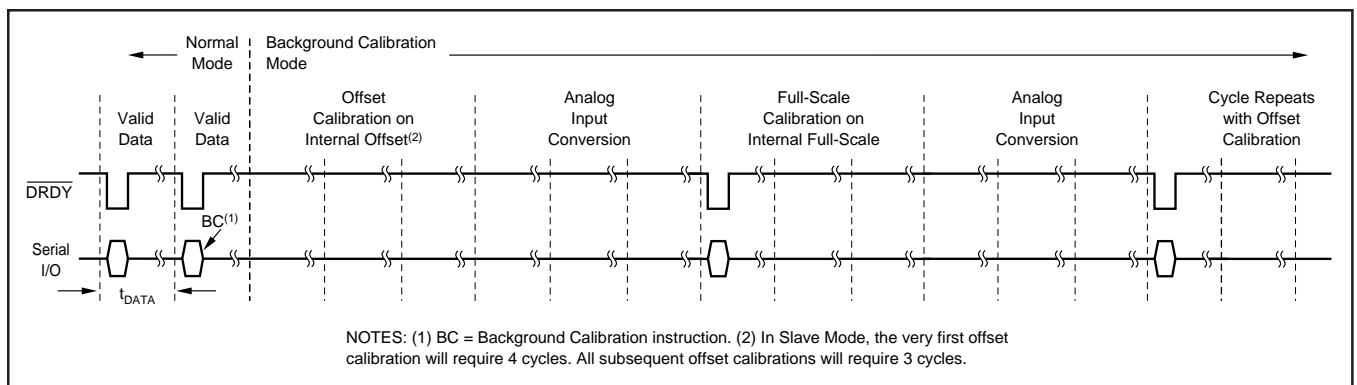 Normal
Mode
Background Calibration
Mode
Valid
Data
Valid
Data
Offset
Calibration on
Internal Offset(2)
Analog
Input
Conversion
Full-Scale
Calibration on
Internal Full-Scale
Analog
Input
Conversion
Cycle Repeats
with Offset
Calibration
DRDY
BC(1)
Serial
I/O
tDATA
NOTES: (1) BC = Background Calibration instruction. (2) In Slave Mode, the very first offset
calibration will require 4 cycles. All subsequent offset calibrations will require 3 cycles.